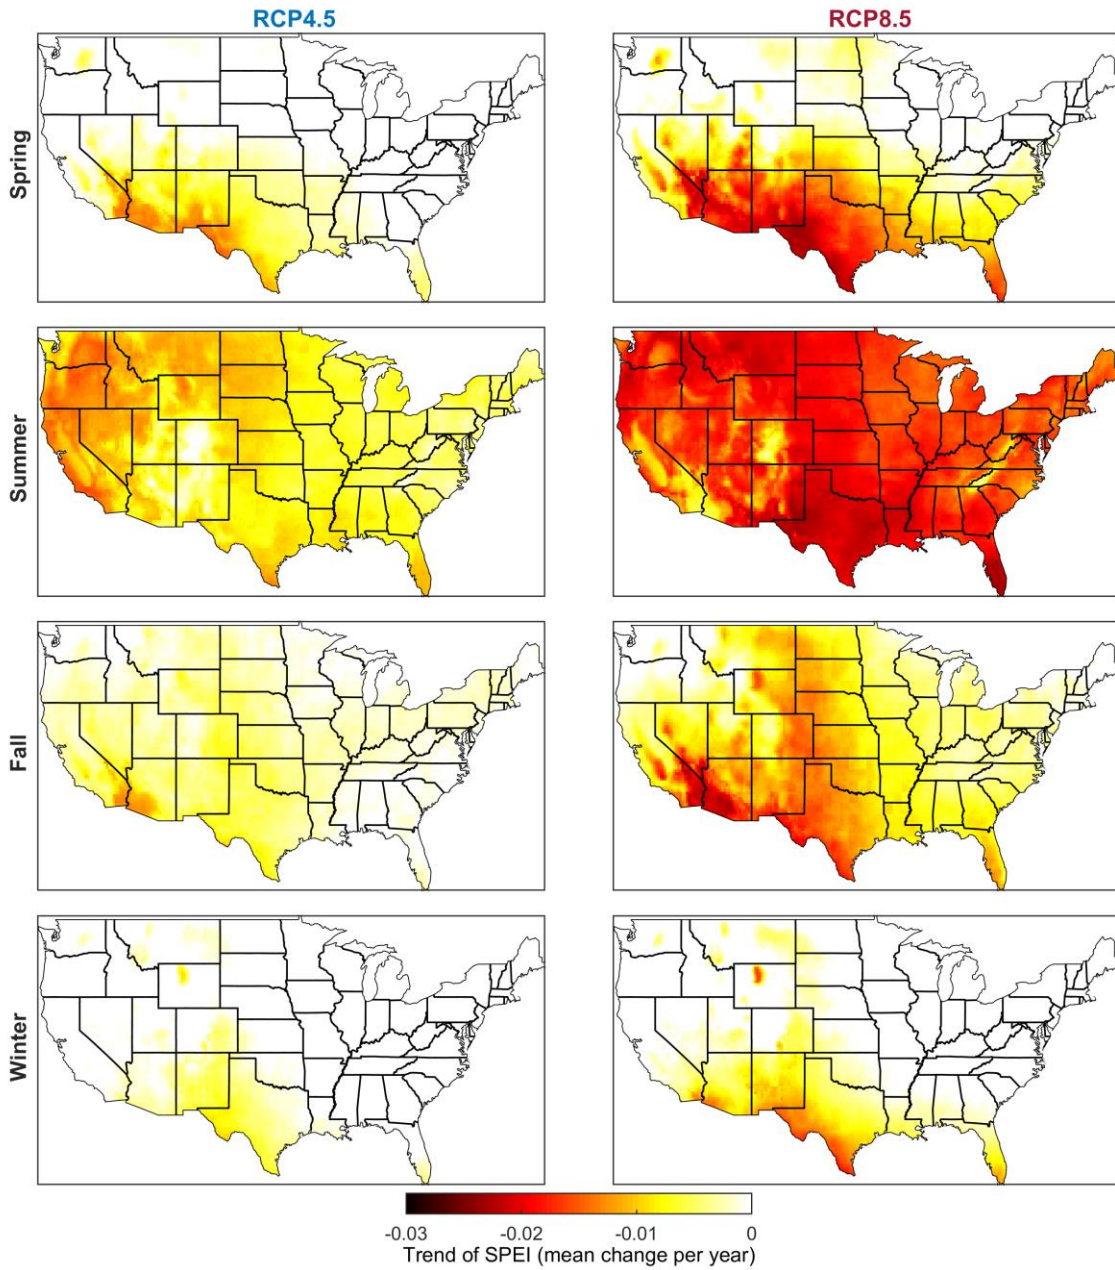 RCP4.5 RCP8.5
Spring
Summer
Fall
Winter
-0.03 -0.02 -0.01 0
Trend of SPEI (mean change per year)